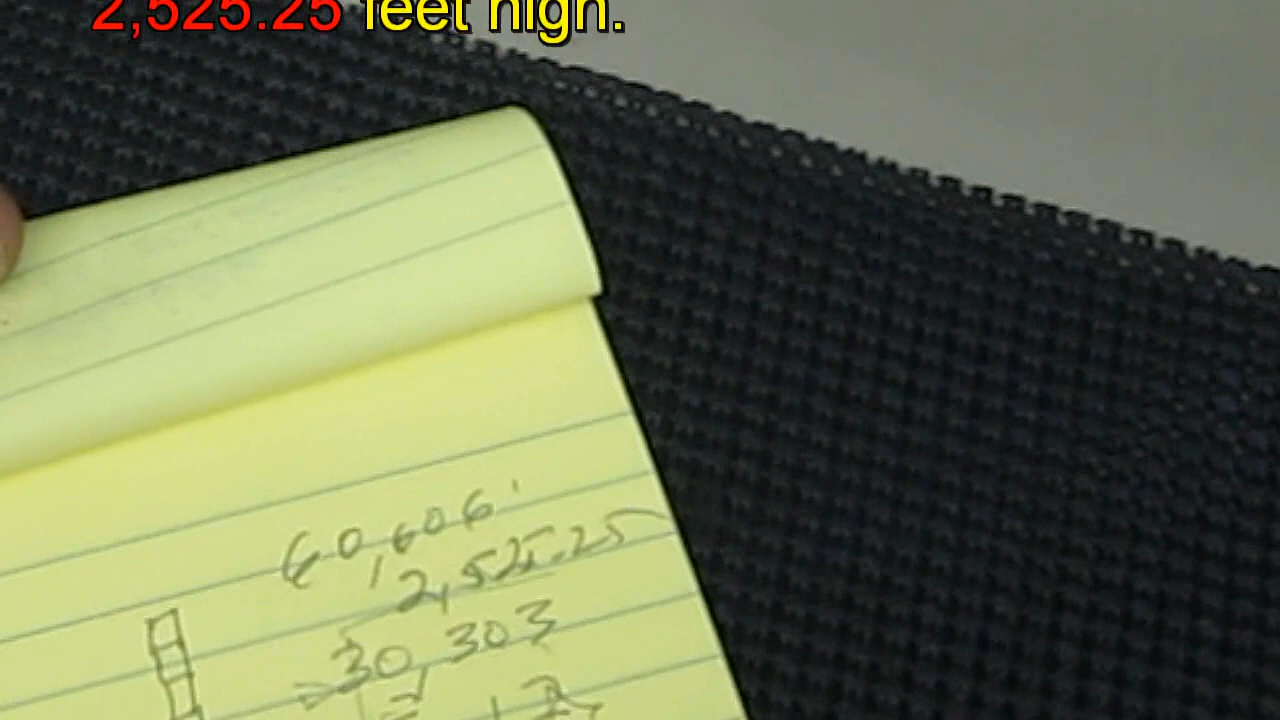 2,525.25 feet high.
60,606'
2,525.25
30,303